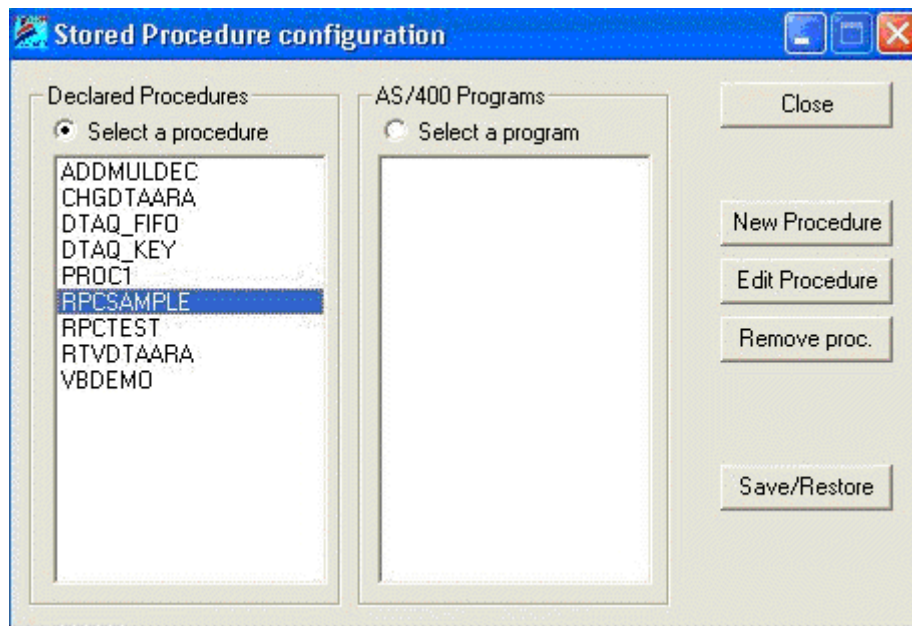 Stored Procedure configuration
Declared Procedures
Select a procedure
ADDMULDEC
CHGDTAARA
DTAQ_FIFO
DTAQ_KEY
PROC1
RPCSAMPLE
RPCTEST
RTVDTAARA
VBDEMO
AS/400 Programs
Select a program
Close
New Procedure
Edit Procedure
Remove proc.
Save/Restore